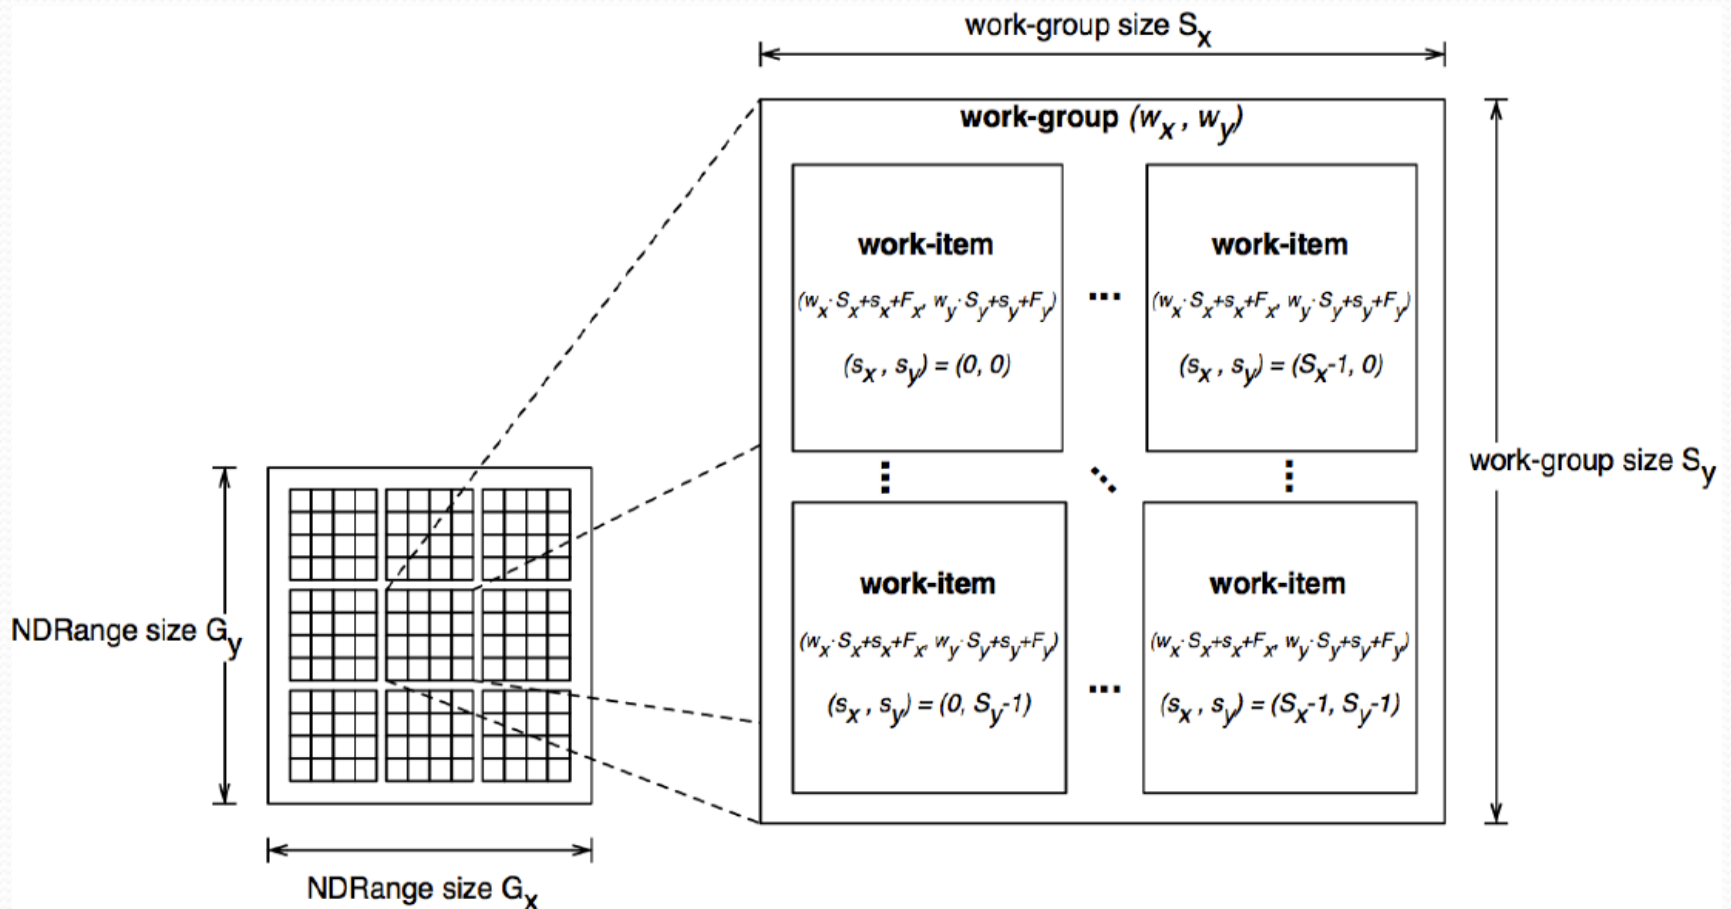 work-group size Sx
work-group (wx , wy)
work-item work-item
(wx·Sx+sx+Fx, wy·Sy+sy+Fy) ... (wx·Sx+sx+Fx, wy·Sy+sy+Fy)
(sx , sy) = (0, 0) (sx , sy) = (Sx-1, 0)
work-group size Sy
work-item work-item
NDRange size Gy
(wx·Sx+sx+Fx, wy·Sy+sy+Fy) ... (wx·Sx+sx+Fx, wy·Sy+sy+Fy)
(sx , sy) = (0, Sy-1) (sx , sy) = (Sx-1, Sy-1)
NDRange size Gx